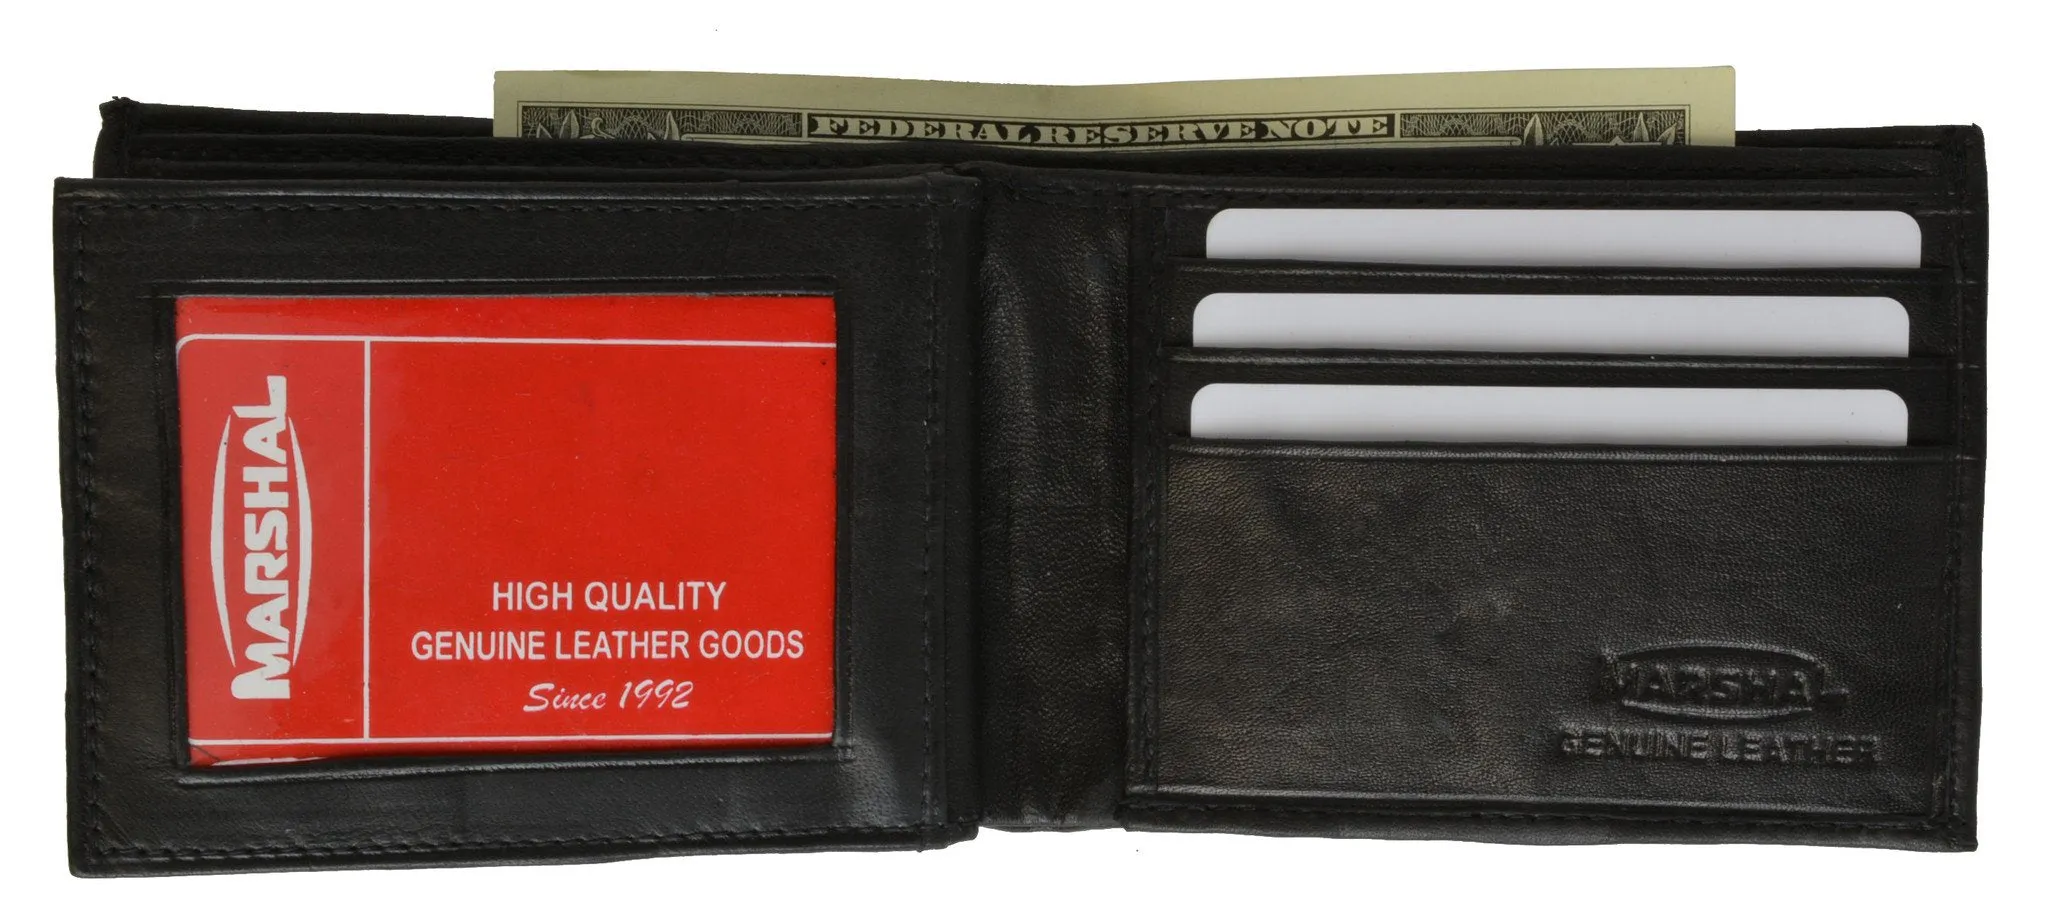 FEDERAL RESERVE NOTE
MARSHAL
HIGH QUALITY
GENUINE LEATHER GOODS
Since 1992
MARSHAL
GENUINE LEATHER